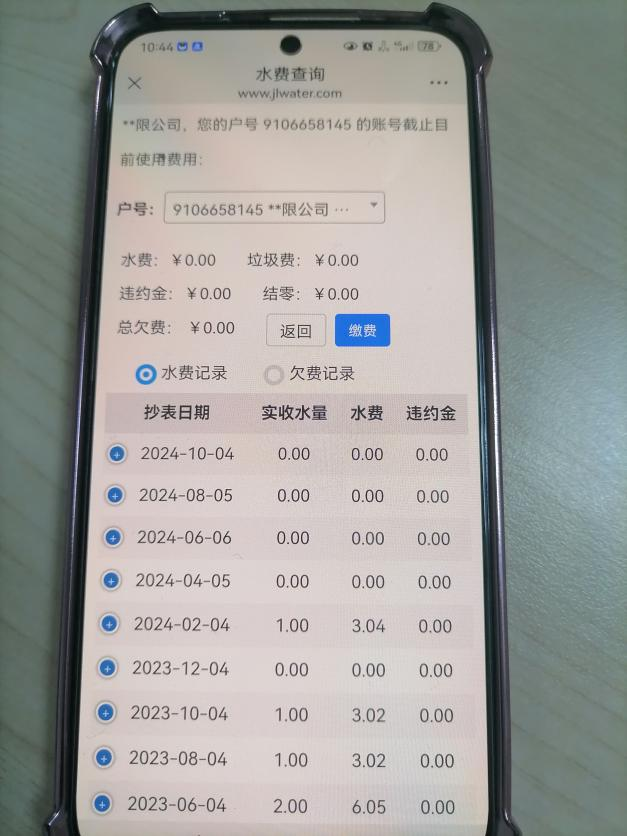 10:44 78
水费查询
www.jlwater.com
**限公司，您的户号 9106658145 的账号截止目
前使用费用：
户号： 9106658145 **限公司 ···
水费： ￥0.00 垃圾费： ￥0.00
违约金： ￥0.00 结零： ￥0.00
总欠费： ￥0.00 返回 缴费
水费记录 欠费记录
抄表日期 实收水量 水费 违约金
2024-10-04 0.00 0.00 0.00
2024-08-05 0.00 0.00 0.00
2024-06-06 0.00 0.00 0.00
2024-04-05 0.00 0.00 0.00
2024-02-04 1.00 3.04 0.00
2023-12-04 0.00 0.00 0.00
2023-10-04 1.00 3.02 0.00
2023-08-04 1.00 3.02 0.00
2023-06-04 2.00 6.05 0.00